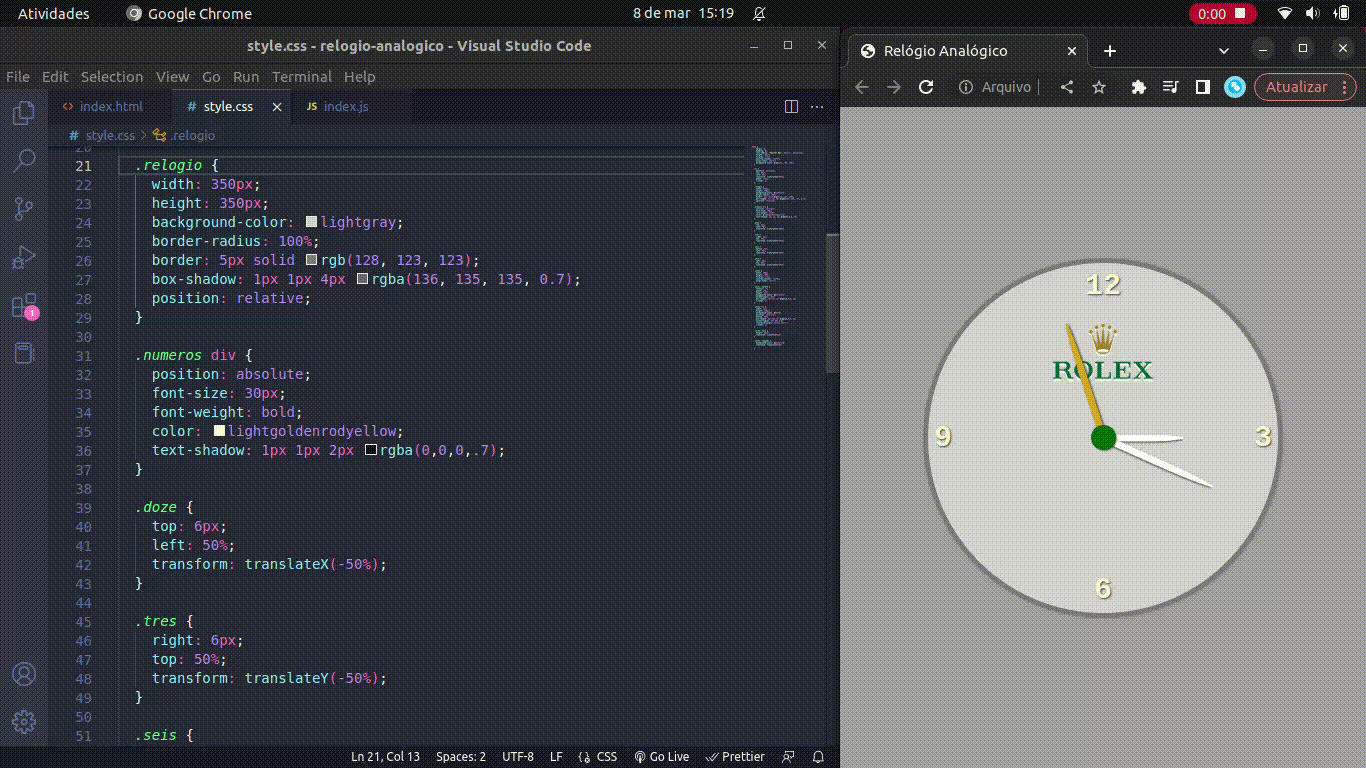 Atividades Google Chrome 8 de mar 15:19 0:00
style.css - relogio-analogico - Visual Studio Code
File Edit Selection View Go Run Terminal Help
<> index.html # style.css × JS index.js ···
# style.css > .relogio
20
21 .relogio {
22 width: 350px;
23 height: 350px;
24 background-color: lightgray;
25 border-radius: 100%;
26 border: 5px solid rgb(128, 123, 123);
27 box-shadow: 1px 1px 4px rgba(136, 135, 135, 0.7);
28 position: relative;
29 }
30
31 .numeros div {
32 position: absolute;
33 font-size: 30px;
34 font-weight: bold;
35 color: lightgoldenrodyellow;
36 text-shadow: 1px 1px 2px rgba(0,0,0,.7);
37 }
38
39 .doze {
40 top: 6px;
41 left: 50%;
42 transform: translateX(-50%);
43 }
44
45 .tres {
46 right: 6px;
47 top: 50%;
48 transform: translateY(-50%);
49 }
50
51 .seis {
1
Ln 21, Col 13 Spaces: 2 UTF-8 LF {} CSS Go Live Prettier
Relógio Analógico
Arquivo Atualizar
12
ROLEX
9 3
6